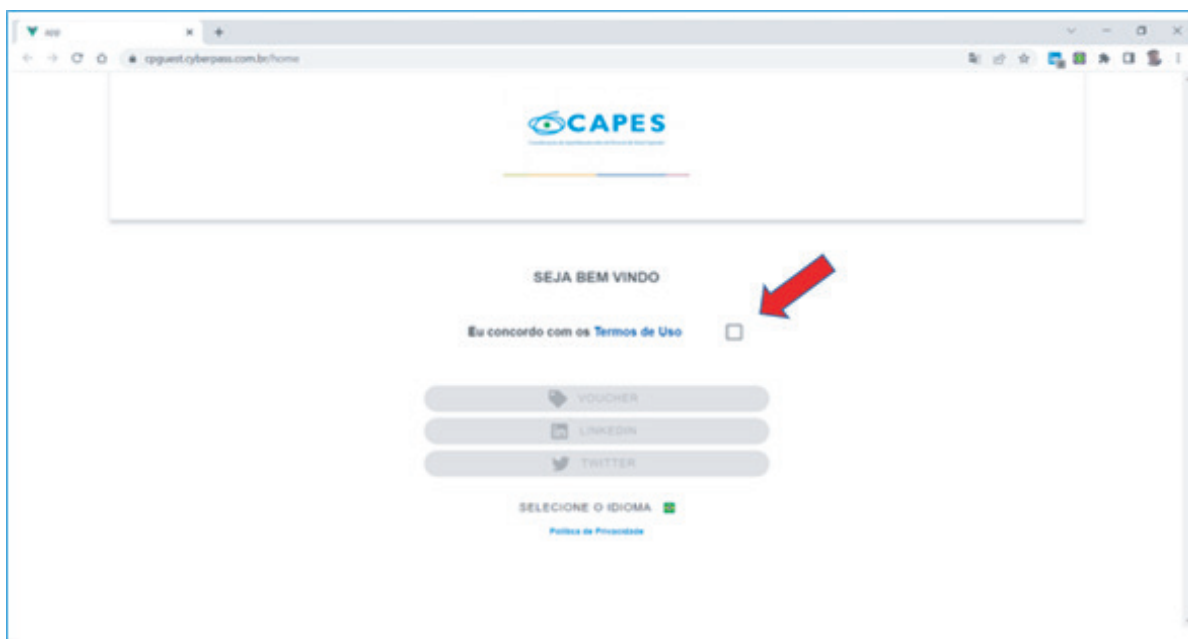 app
cpguest.cyberpass.com.br/home
CAPES
SEJA BEM VINDO
Eu concordo com os Termos de Uso
VOUCHER
LINKEDIN
TWITTER
SELECIONE O IDIOMA
Política de Privacidade